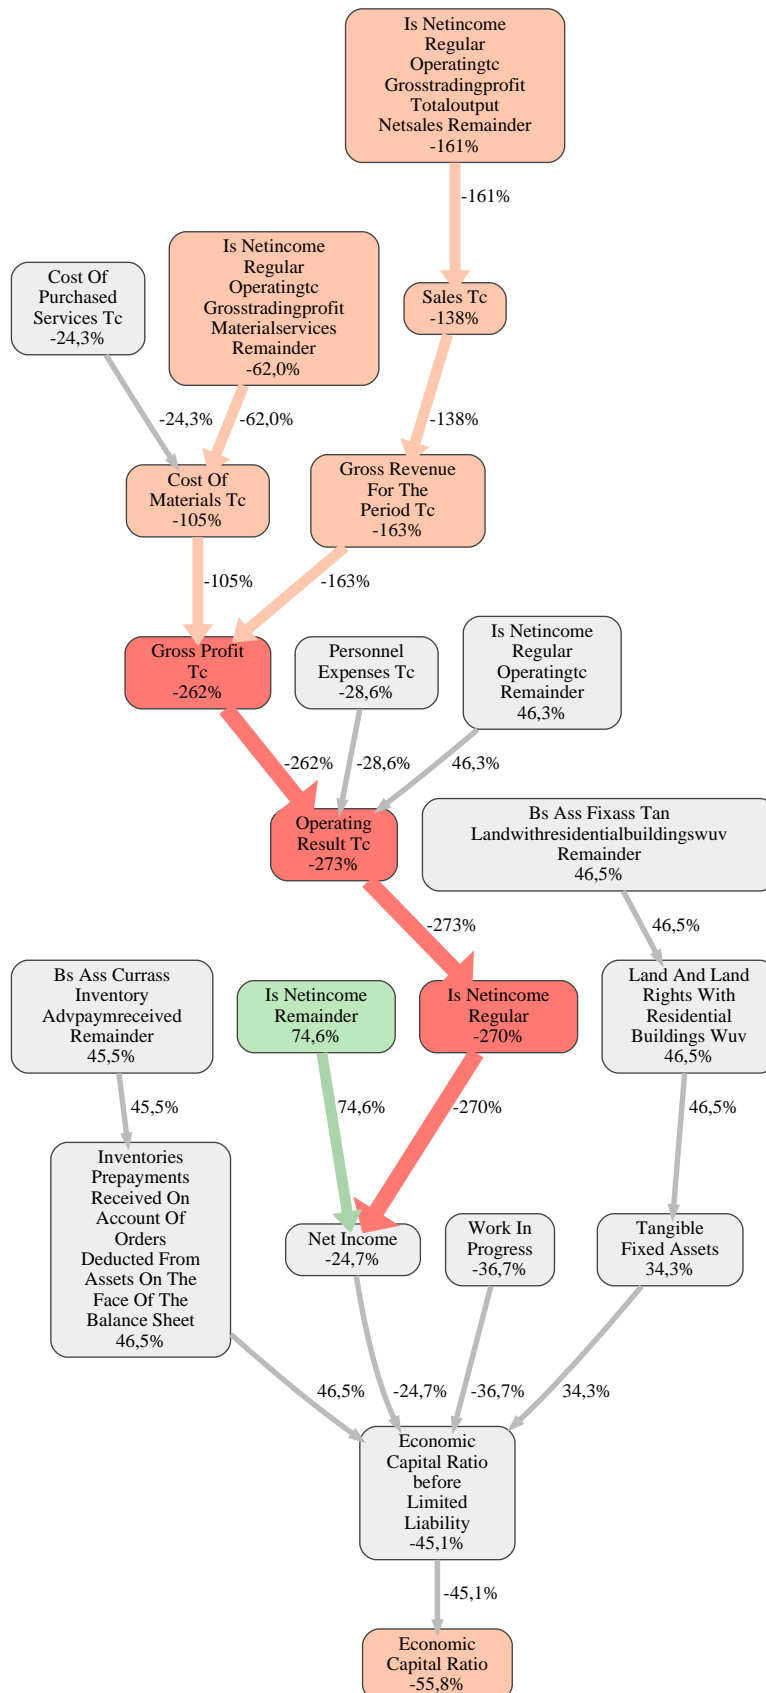 Is Netincome
Regular
Operatingtc
Grosstradingprofit
Totaloutput
Netsales Remainder
-161%
-161%
Is Netincome
Regular
Operatingtc
Grosstradingprofit
Materialservices
Remainder
-62,0%
Cost Of
Purchased
Services Tc
-24,3%
Sales Tc
-138%
-24,3%
-62,0%
-138%
Cost Of
Materials Tc
-105%
Gross Revenue
For The
Period Tc
-163%
-105%
-163%
Gross Profit
Tc
-262%
Personnel
Expenses Tc
-28,6%
Is Netincome
Regular
Operatingtc
Remainder
46,3%
-262%
-28,6%
46,3%
Operating
Result Tc
-273%
Bs Ass Fixass Tan
Landwithresidentialbuildingswuv
Remainder
46,5%
-273%
46,5%
Bs Ass Currass
Inventory
Advpaymreceived
Remainder
45,5%
Is Netincome
Remainder
74,6%
Is Netincome
Regular
-270%
Land And Land
Rights With
Residential
Buildings Wuv
46,5%
45,5%
74,6%
-270%
46,5%
Inventories
Prepayments
Received On
Account Of
Orders
Deducted From
Assets On The
Face Of The
Balance Sheet
46,5%
Net Income
-24,7%
Work In
Progress
-36,7%
Tangible
Fixed Assets
34,3%
46,5%
-24,7%
-36,7%
34,3%
Economic
Capital Ratio
before
Limited
Liability
-45,1%
-45,1%
Economic
Capital Ratio
-55,8%